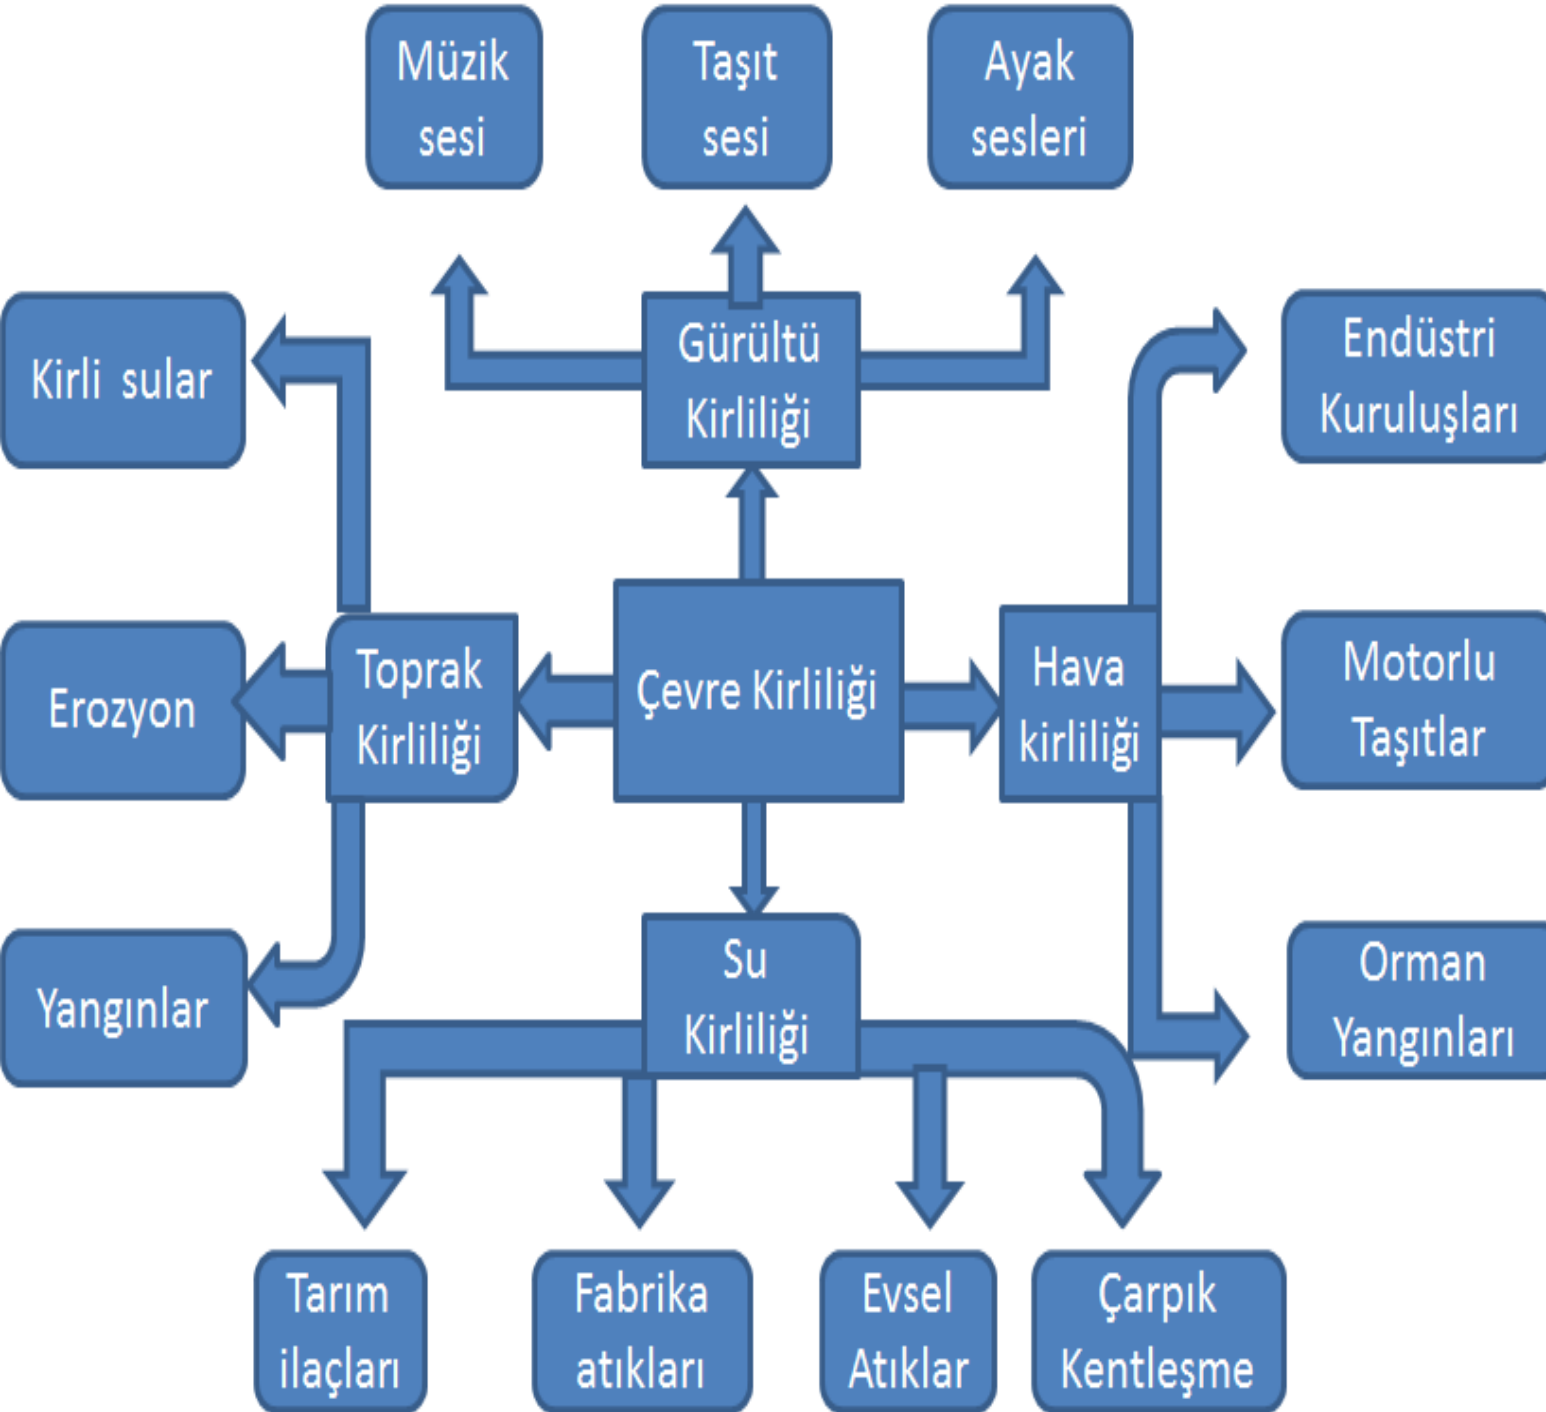 Müzik
sesi
Taşıt
sesi
Ayak
sesleri
Gürültü
Kirliliği
Kirli sular
Endüstri
Kuruluşları
Erozyon
Toprak
Kirliliği
Çevre Kirliliği
Hava
kirliliği
Motorlu
Taşıtlar
Yangınlar
Su
Kirliliği
Orman
Yangınları
Tarım
ilaçları
Fabrika
atıkları
Evsel
Atıklar
Çarpık
Kentleşme